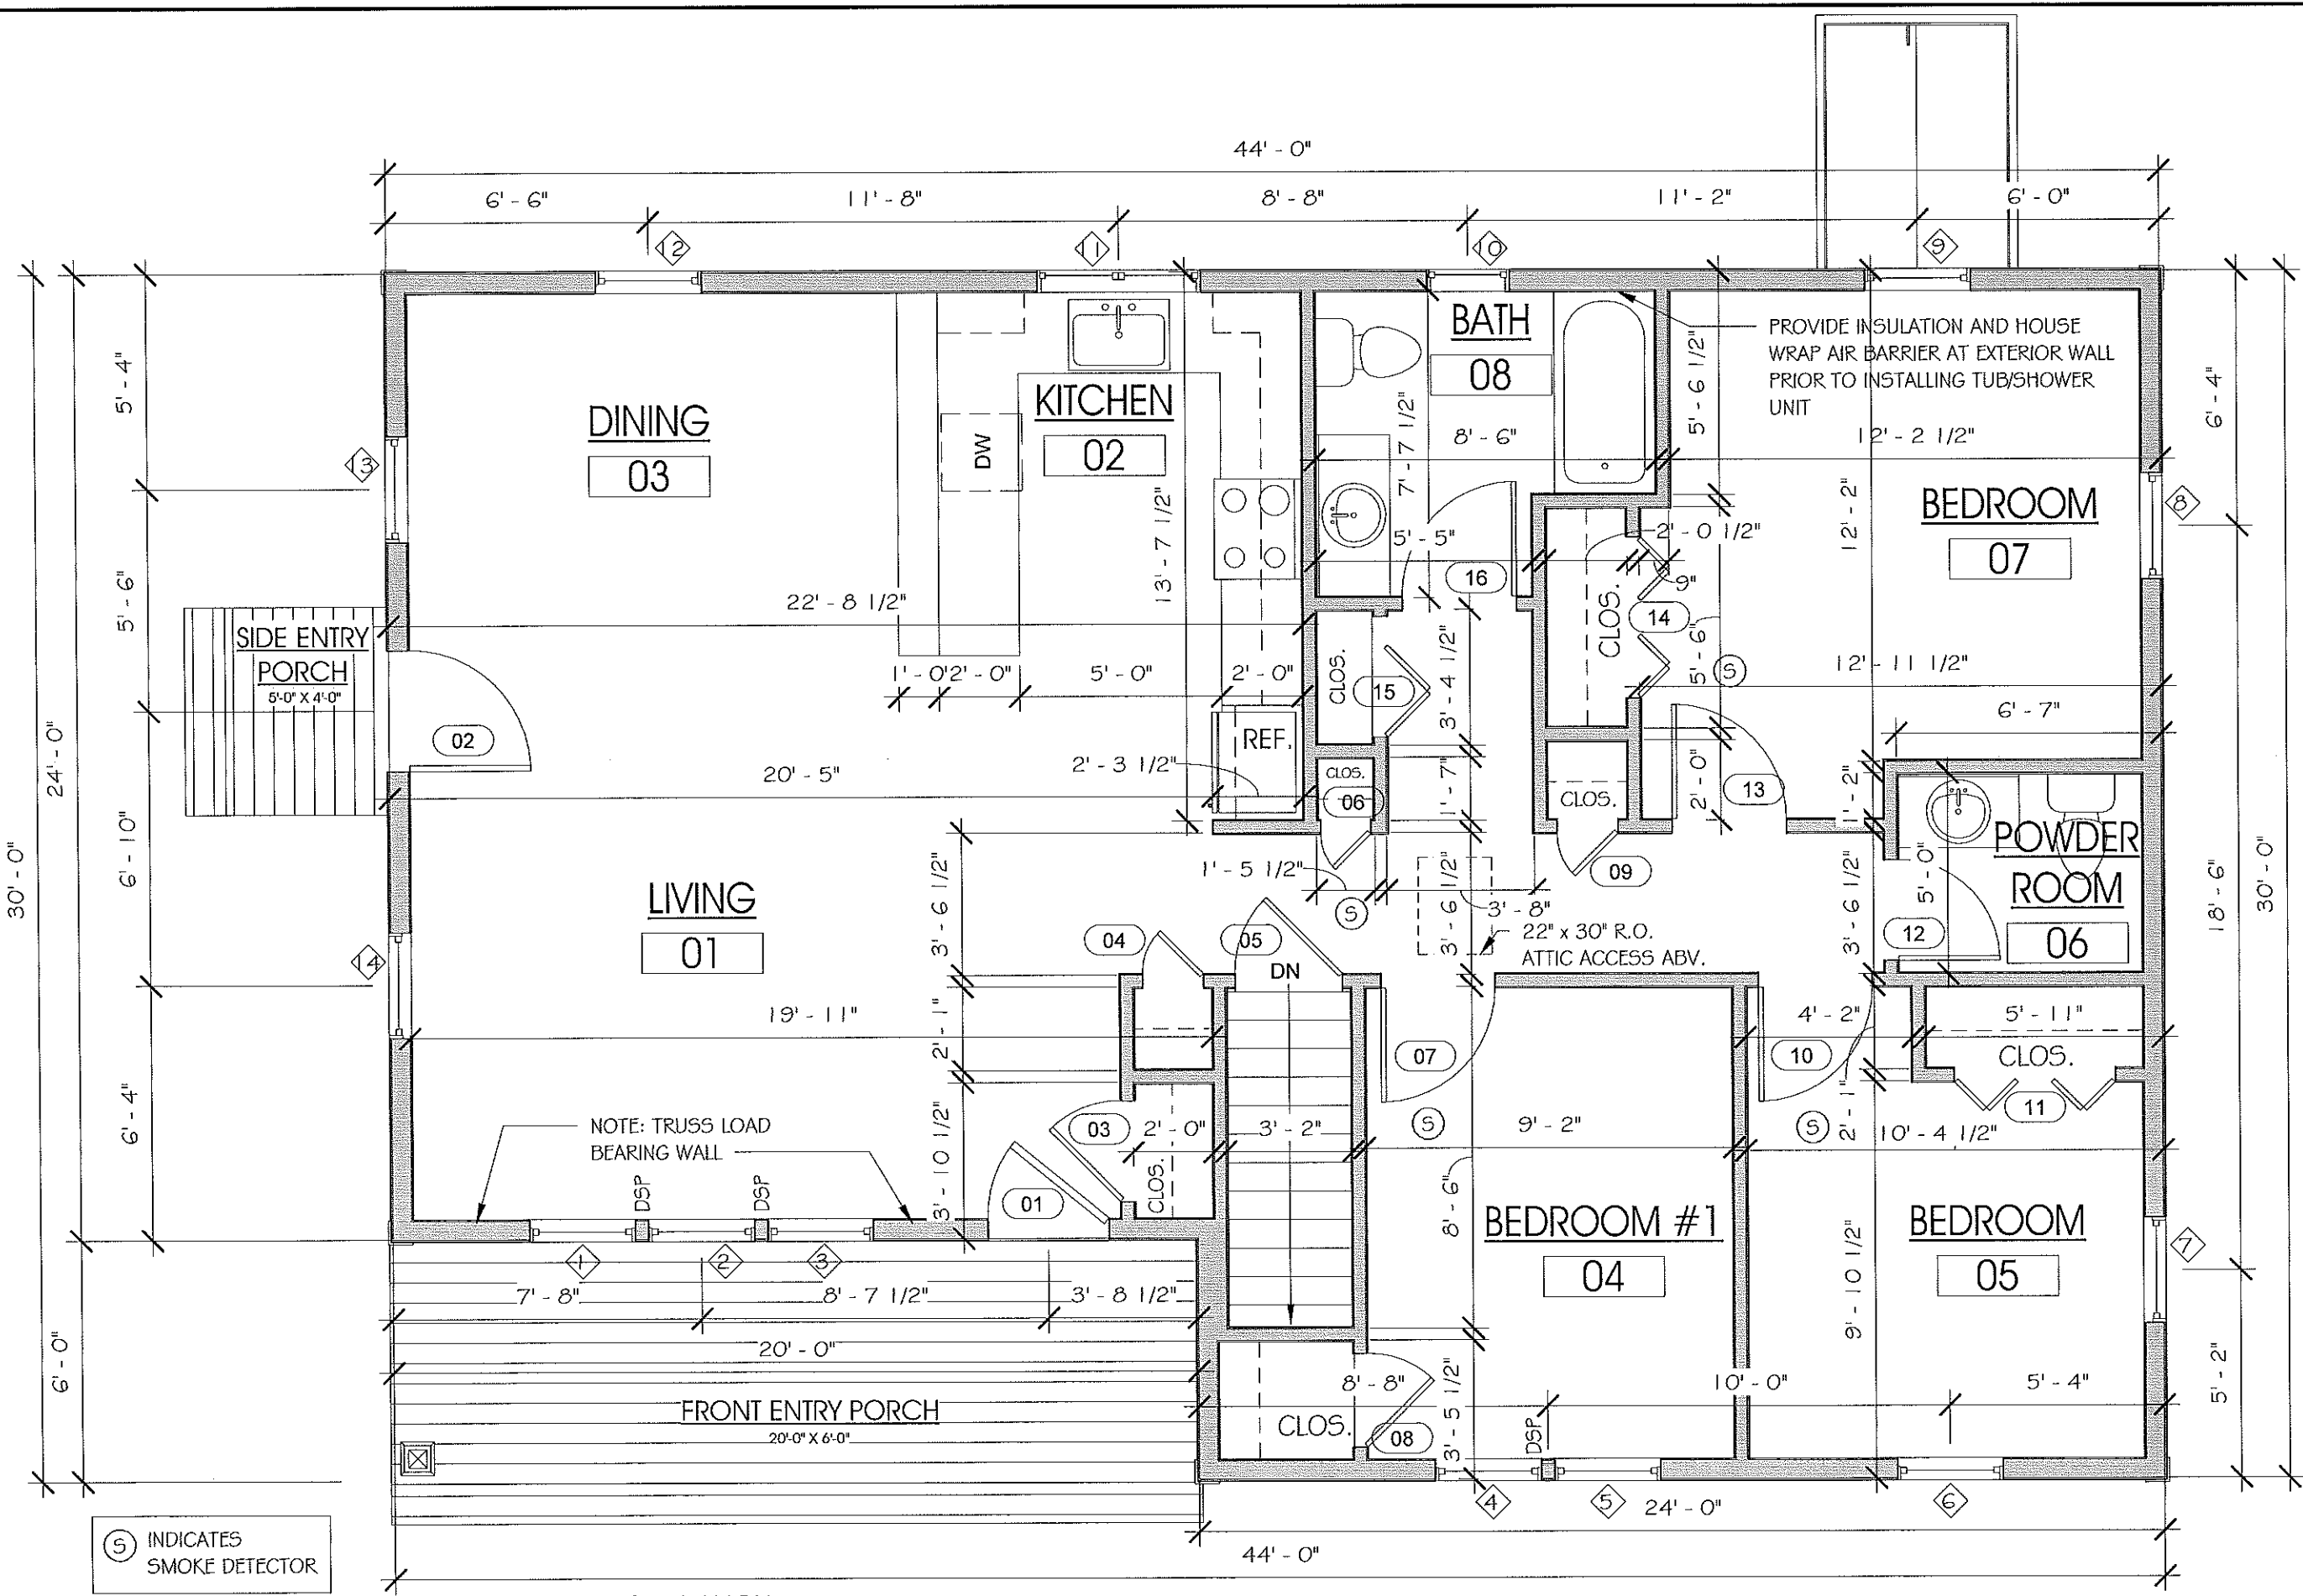 44' - 0"
6' - 6"
11' - 8"
8' - 8"
11' - 2"
6' - 0"
12
11
10
9
BATH
08
PROVIDE INSULATION AND HOUSE
WRAP AIR BARRIER AT EXTERIOR WALL
PRIOR TO INSTALLING TUB/SHOWER
UNIT
5' - 4"
5' - 6 1/2"
6' - 4"
DINING
03
KITCHEN
02
DW
7' - 7 1/2"
8' - 6"
12' - 2 1/2"
13
8
BEDROOM
07
12' - 2"
13' - 7 1/2"
5' - 5"
2' - 0 1/2"
9"
16
14
CLOS.
5' - 6"
5' - 6"
22' - 8 1/2"
SIDE ENTRY
PORCH
5'-0" X 4'-0"
1' - 0"
2' - 0"
5' - 0"
2' - 0"
CLOS.
15
3' - 4 1/2"
S
12' - 11 1/2"
6' - 7"
02
REF.
20' - 5"
2' - 3 1/2"
CLOS.
06
1' - 7"
CLOS.
2' - 0"
13
1' - 2"
24' - 0"
30' - 0"
6' - 10"
POWDER
ROOM
06
5' - 0"
18' - 6"
30' - 0"
1' - 5 1/2"
3' - 6 1/2"
3' - 6 1/2"
3' - 8"
09
3' - 6 1/2"
S
LIVING
01
14
04
05
DN
22" x 30" R.O.
ATTIC ACCESS ABV.
12
19' - 11"
2' - 1"
4' - 2"
5' - 11"
07
10
CLOS.
11
6' - 4"
NOTE: TRUSS LOAD
BEARING WALL
03
2' - 0"
3' - 2"
S
9' - 2"
S
2' - 1"
10' - 4 1/2"
DSP
DSP
3' - 10 1/2"
01
CLOS.
8' - 6"
BEDROOM #1
04
BEDROOM
05
7
1
2
3
7' - 8"
8' - 7 1/2"
3' - 8 1/2"
9' - 10 1/2"
20' - 0"
6' - 0"
8' - 8"
3' - 5 1/2"
10' - 0"
5' - 4"
5' - 2"
FRONT ENTRY PORCH
20'-0" X 6'-0"
CLOS.
08
DSP
4
5
6
24' - 0"
S INDICATES
SMOKE DETECTOR
44' - 0"